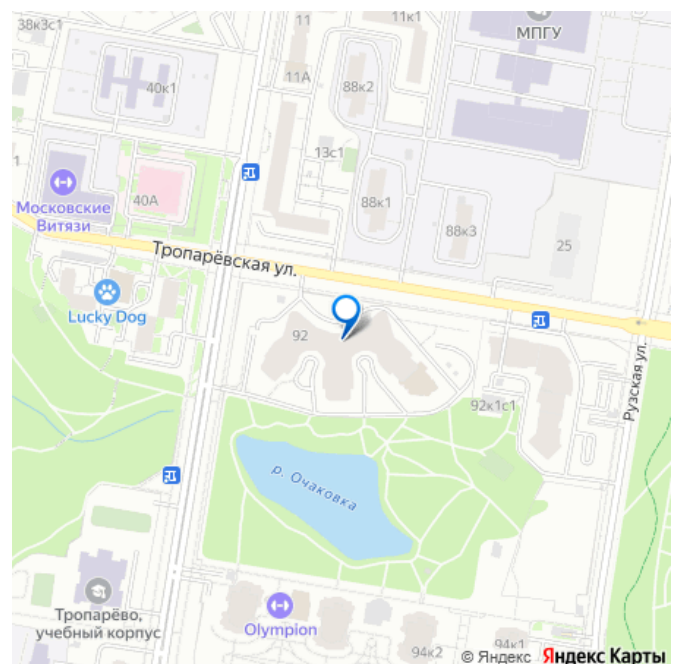 38к3с1
11
11к1
МПГУ
11А
88к2
40к1
13с1
1
40А
Московские
Витязи
88к1
88к3
25
Тропарёвская ул.
Lucky Dog
92
92к1с1
Рузская ул.
р. Очаковка
Тропарёво,
учебный корпус
Olympion
94к2
94к1
© Яндекс Яндекс Карты